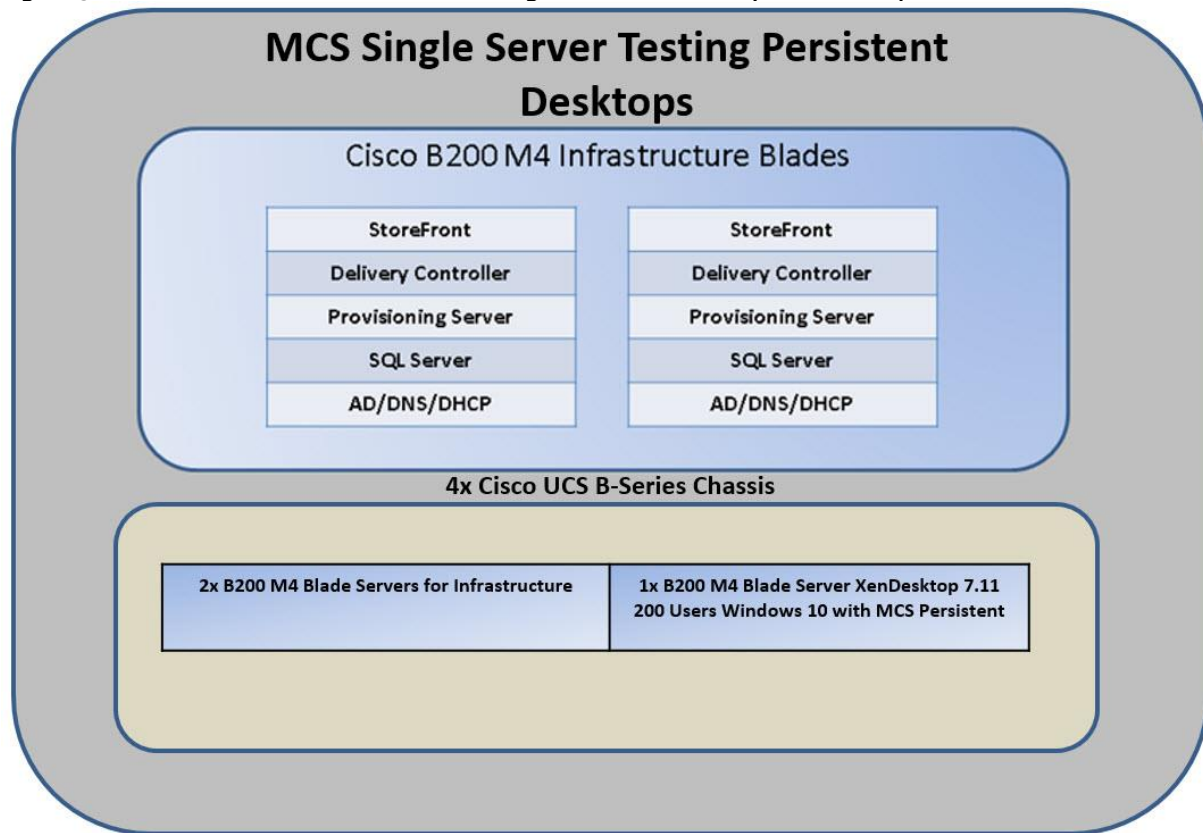 MCS Single Server Testing Persistent
Desktops
Cisco B200 M4 Infrastructure Blades
StoreFront
Delivery Controller
Provisioning Server
SQL Server
AD/DNS/DHCP
StoreFront
Delivery Controller
Provisioning Server
SQL Server
AD/DNS/DHCP
4x Cisco UCS B-Series Chassis
2x B200 M4 Blade Servers for Infrastructure
1x B200 M4 Blade Server XenDesktop 7.11
200 Users Windows 10 with MCS Persistent